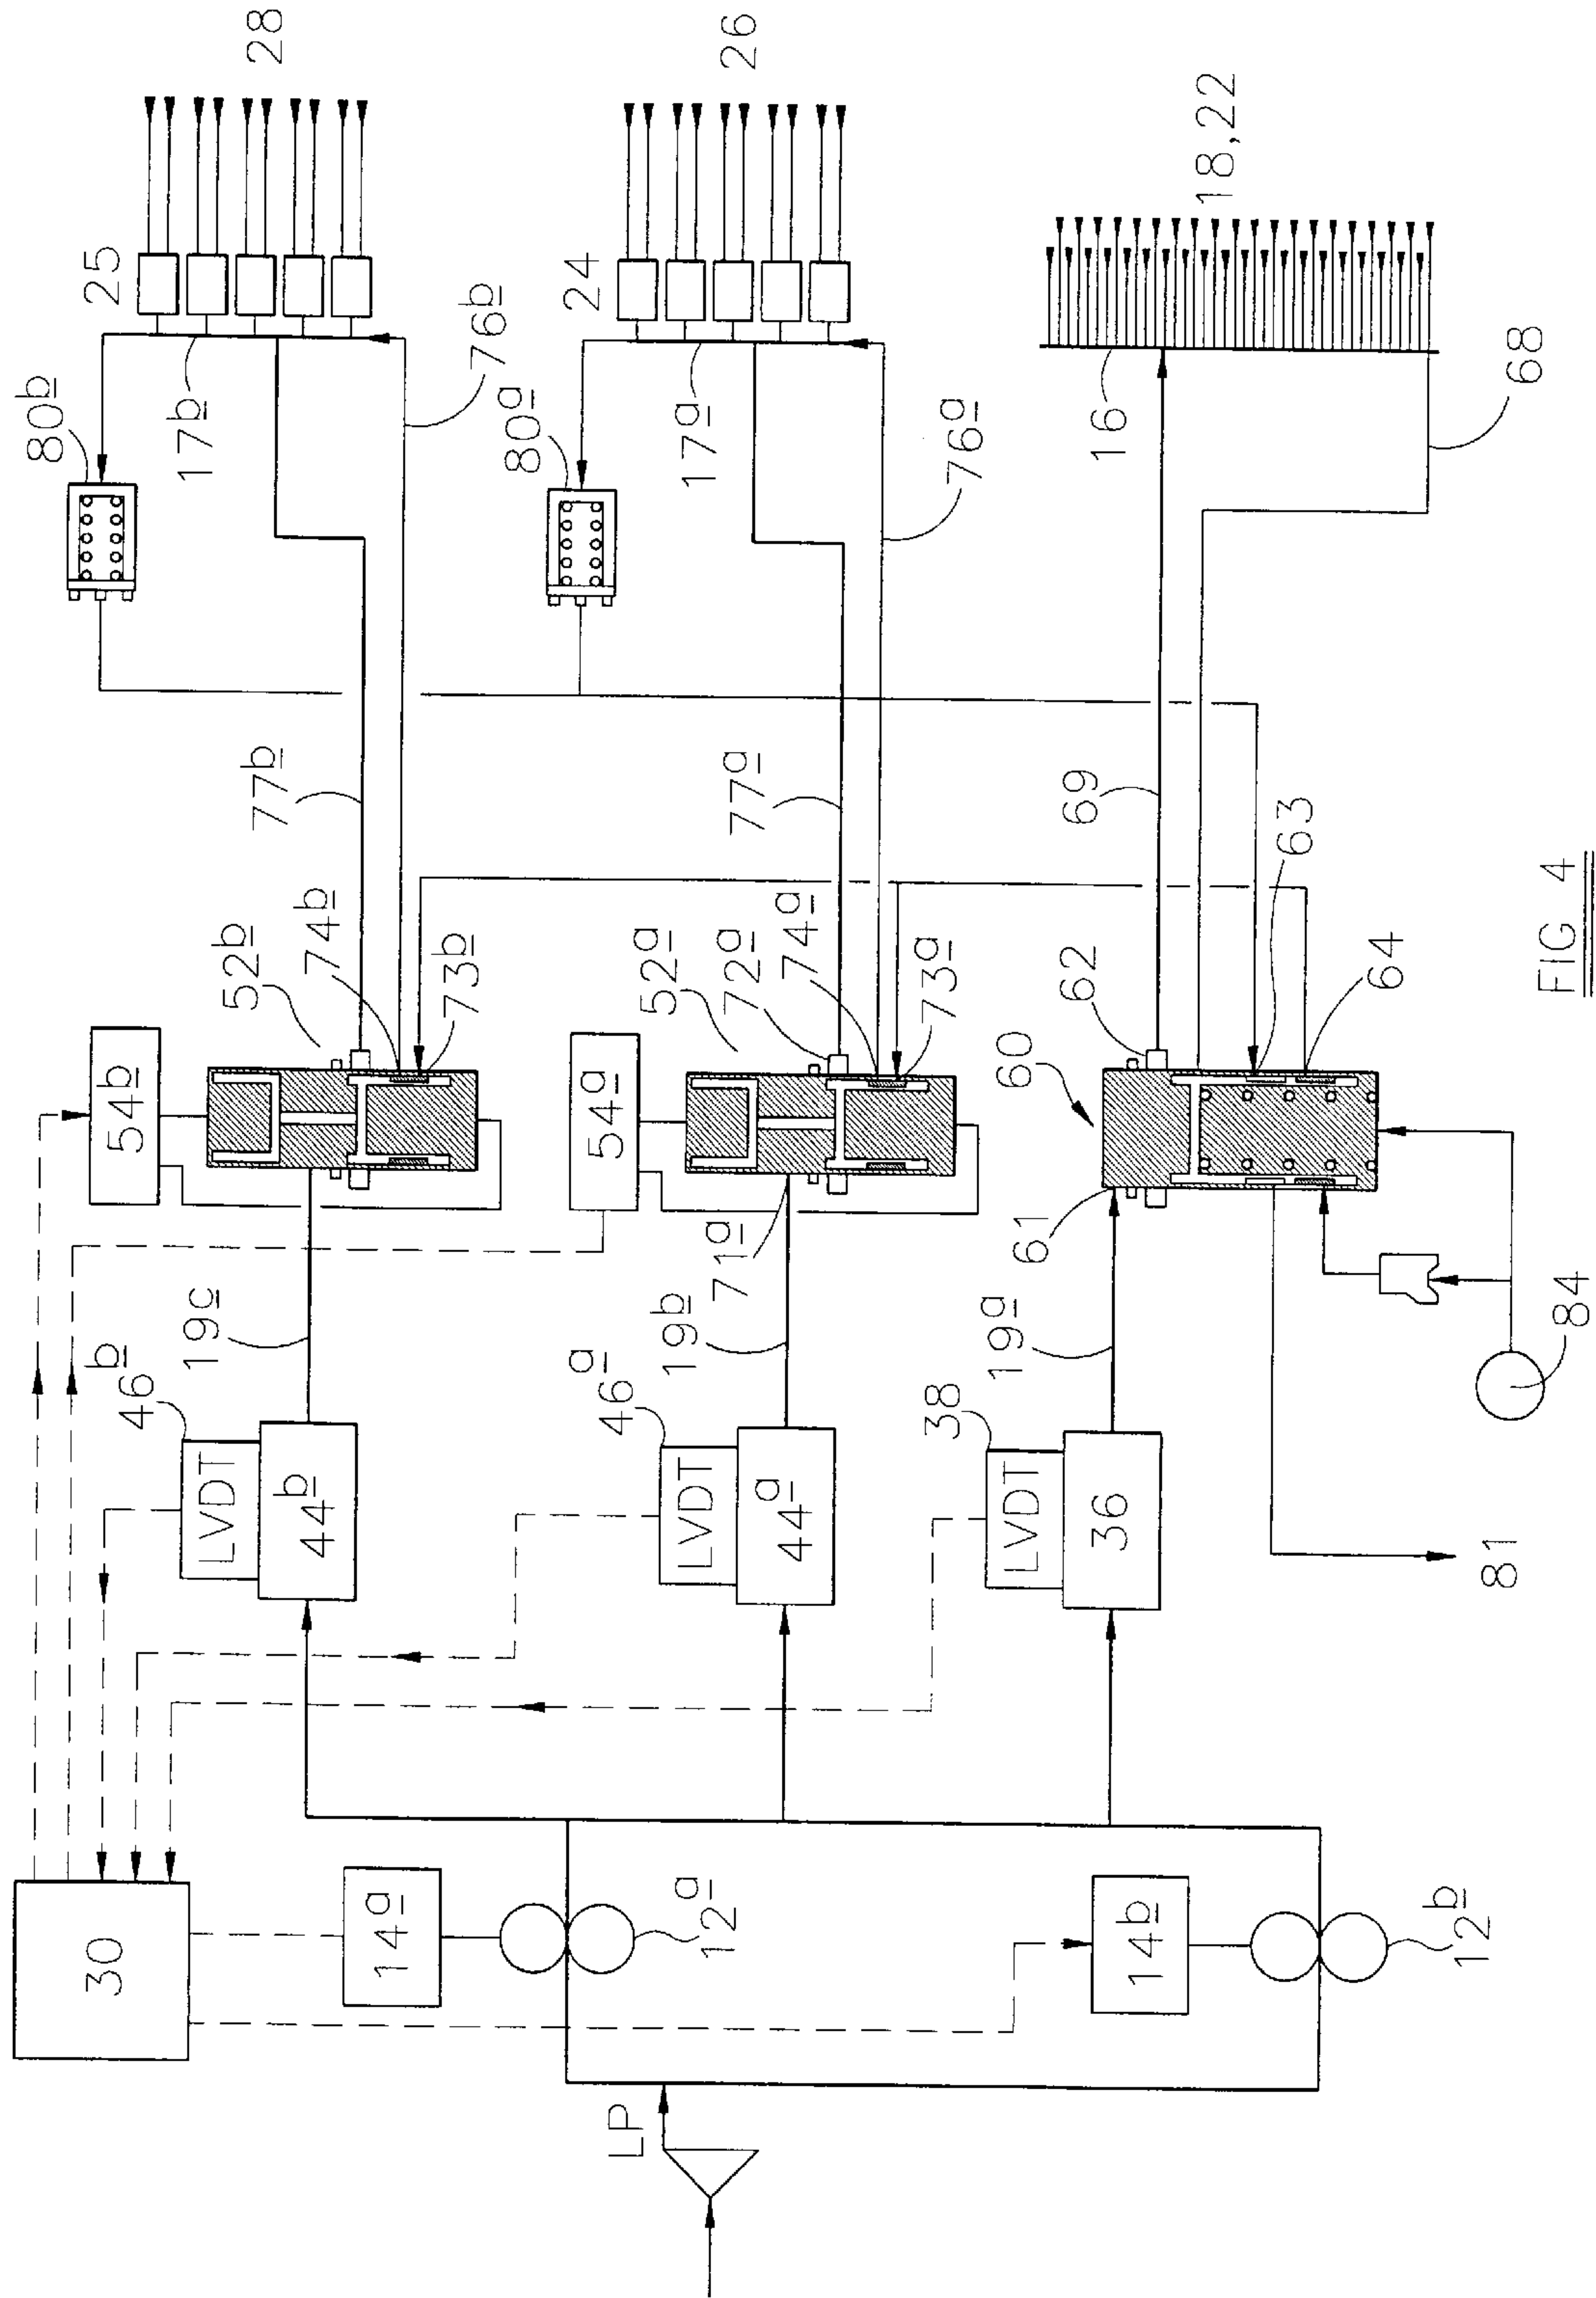 28
25
80b
17b
76b
77b
52b
74b
73b
54b
19c
46b
LVDT
44b
26
24
80a
17a
76a
77a
52a
72a
74a
73a
54a
71a
19b
46a
LVDT
44a
18,22
16
68
69
63
62
64
60
61
19a
38
LVDT
36
84
81
30
14a
12a
14b
12b
LP
FIG 4